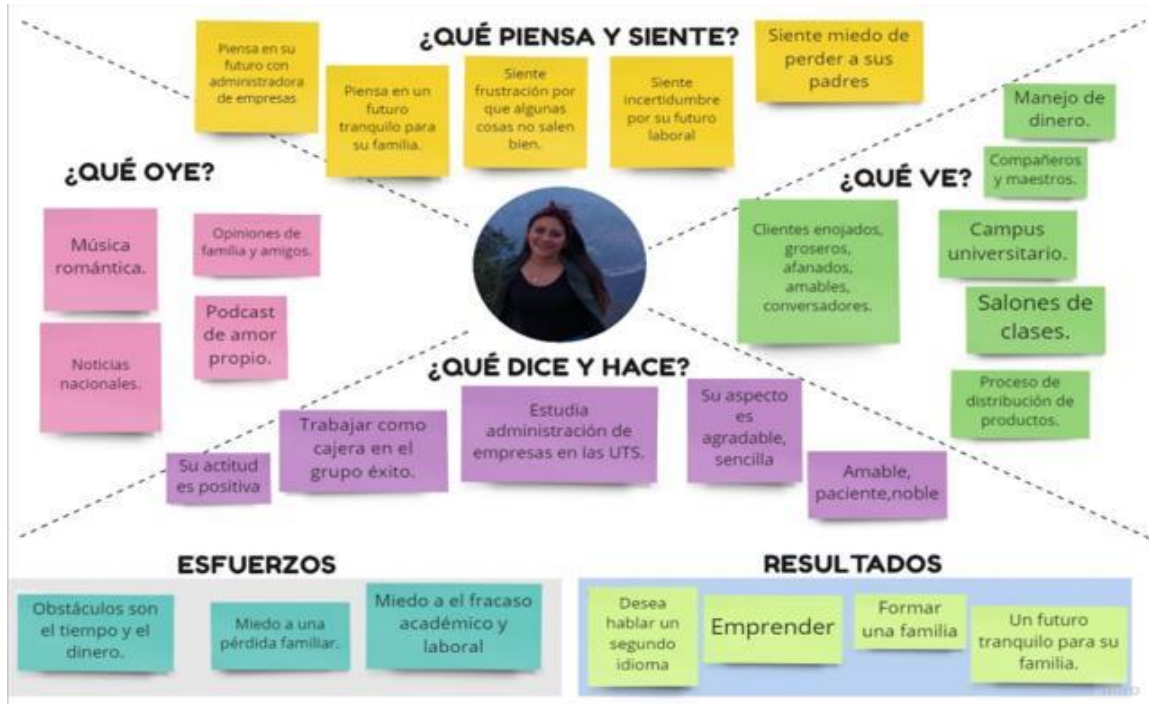 ¿QUÉ PIENSA Y SIENTE?
Piensa en su
futuro con
administradora
de empresas
Piensa en un
futuro
tranquilo para
su familia.
Siente
frustración por
que algunas
cosas no salen
bien.
Siente
incertidumbre
por su futuro
laboral
Siente miedo de
perder a sus
padres
¿QUÉ OYE?
Música
romántica.
Opiniones de
familia y amigos.
Podcast
de amor
propio.
Noticias
nacionales.
¿QUÉ VE?
Manejo de
dinero.
Compañeros
y maestros.
Clientes enojados,
groseros,
afanados,
amables,
conversadores.
Campus
universitario.
Salones de
clases.
Proceso de
distribución de
productos.
¿QUÉ DICE Y HACE?
Su actitud
es positiva
Trabajar como
cajera en el
grupo éxito.
Estudia
administración de
empresas en las UTS.
Su aspecto
es
agradable,
sencilla
Amable,
paciente,noble
ESFUERZOS
Obstáculos son
el tiempo y el
dinero.
Miedo a una
pérdida familiar.
Miedo a el fracaso
académico y
laboral
RESULTADOS
Desea
hablar un
segundo
idioma
Emprender
Formar
una familia
Un futuro
tranquilo para su
familia.
miro